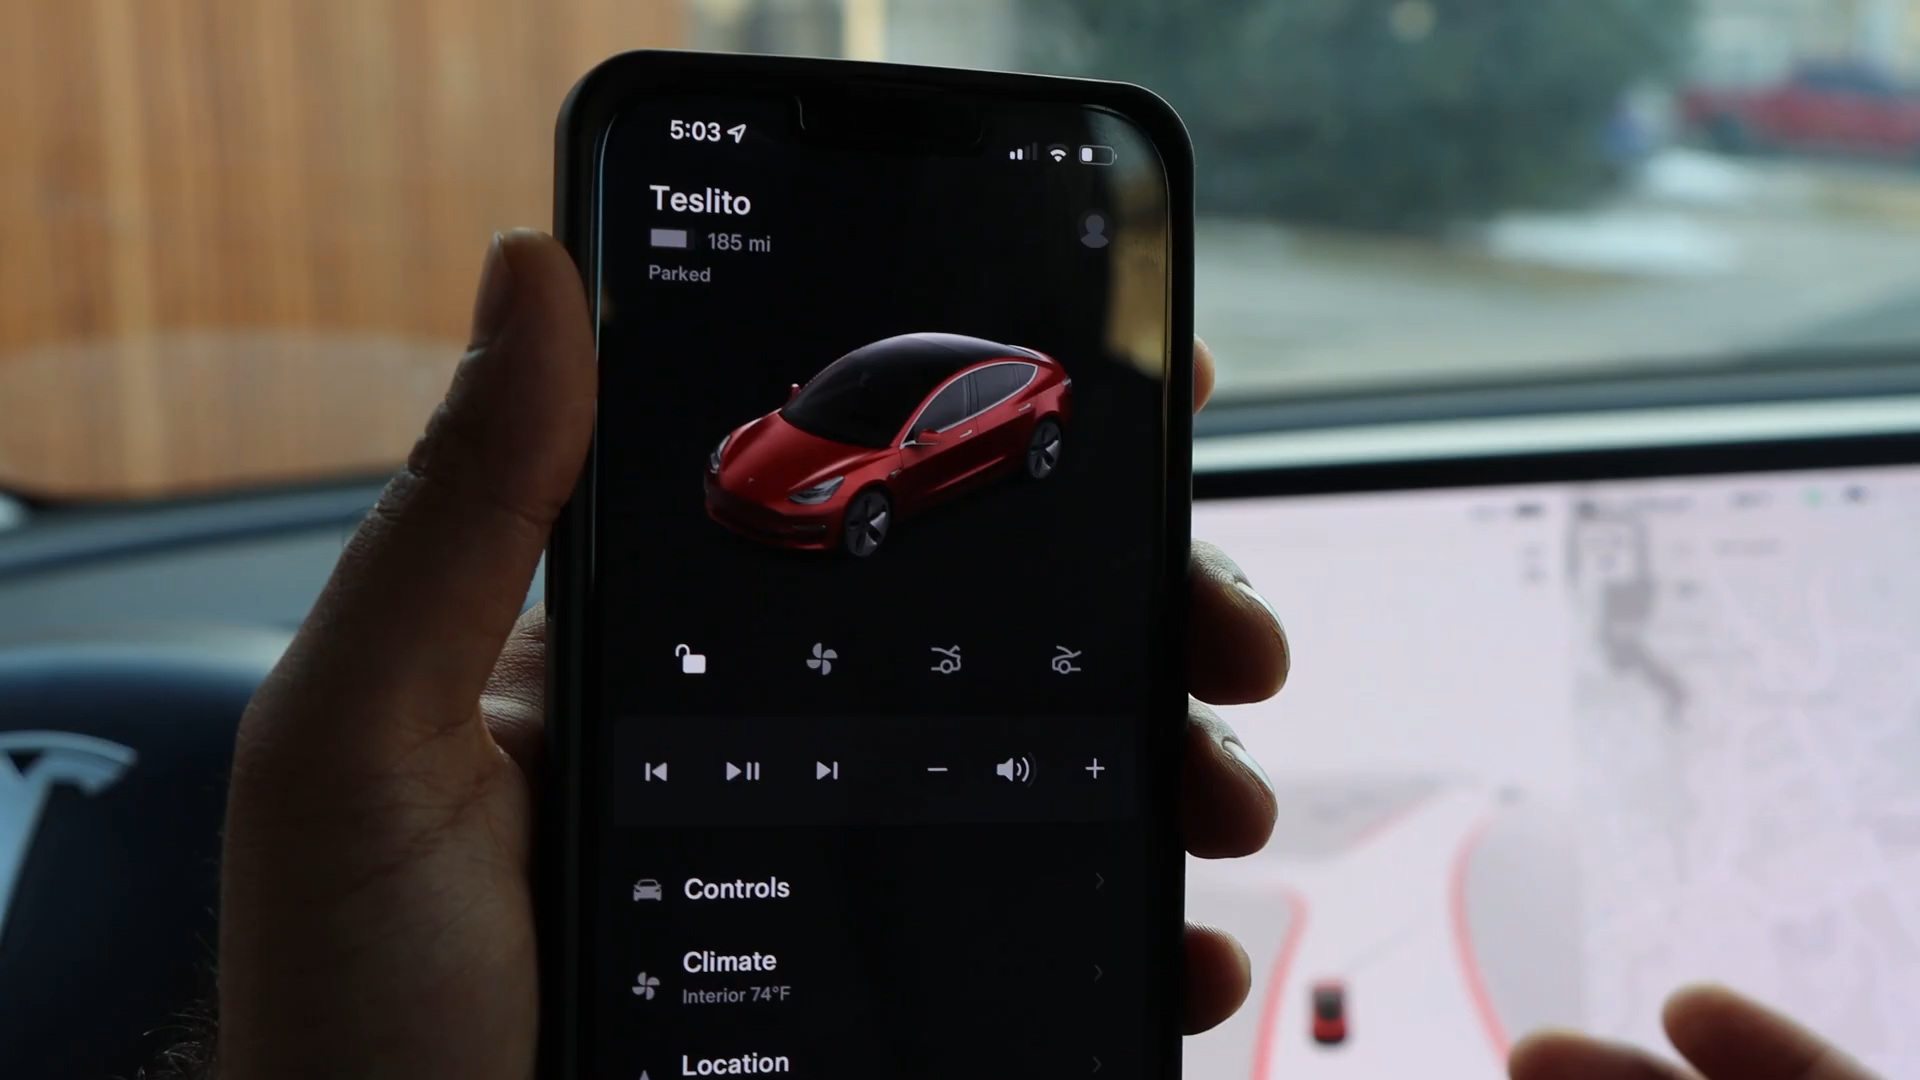 5:03
Teslito
185 mi
Parked
Controls
Climate
Interior 74°F
Location